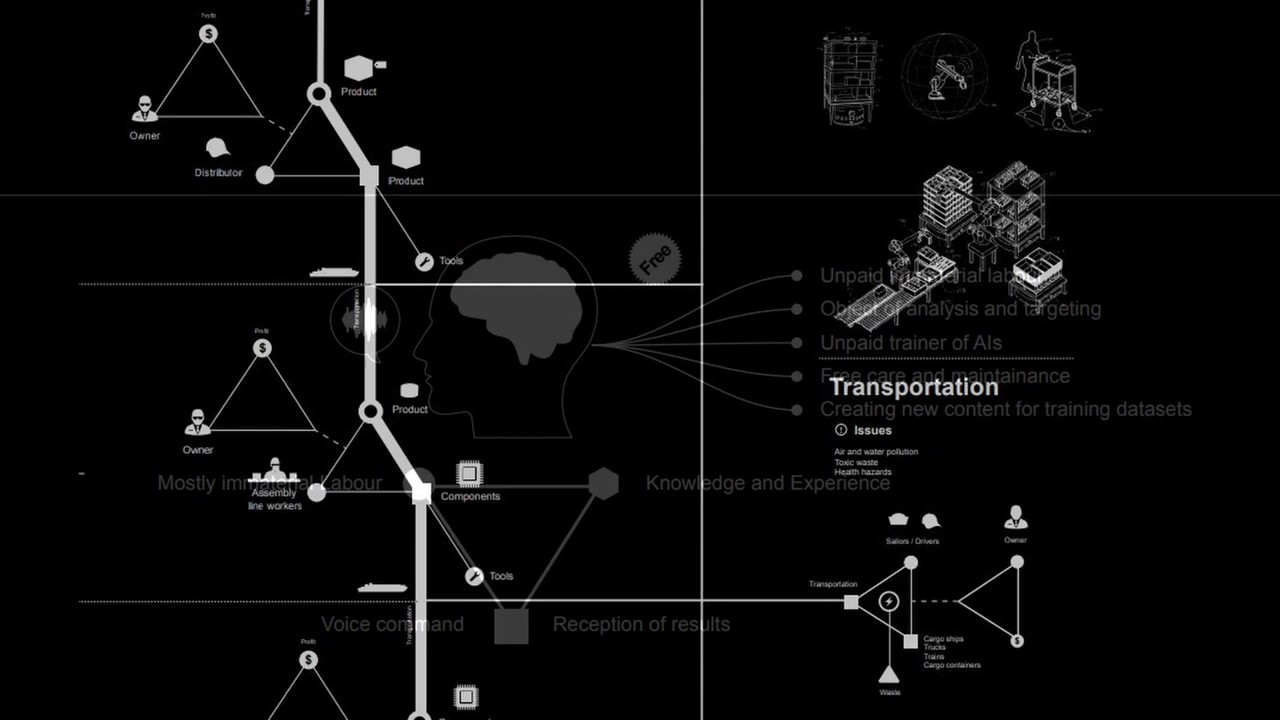 Profit
$
Product
Owner
Distributor
Product
Tools
Free
Unpaid
labour
Object of analysis and targeting
Unpaid trainer of AIs
Free care and maintainance
Creating new content for training datasets
Transportation
Transportation
Issues
Air and water pollution
Toxic waste
Health hazards
Profit
$
Product
Owner
Mostly immaterial Labour
Assembly
line workers
Components
Knowledge and Experience
Tools
Sailors / Drivers
Owner
Transportation
$
Cargo ships
Trucks
Trains
Cargo containers
Waste
Transportation
Voice command
Reception of results
Profit
$